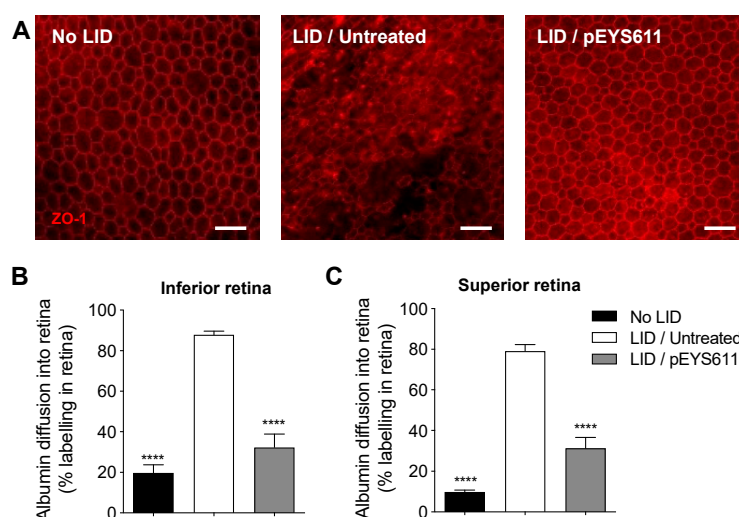 A
No LID
LID / Untreated
LID / pEYS611
ZO-1
B
Inferior retina
Albumin diffusion into retina
(% labelling in retina)
100
80
60
40
20
0
****
****
C
Superior retina
Albumin diffusion into retina
(% labelling in retina)
100
80
60
40
20
0
****
****
No LID
LID / Untreated
LID / pEYS611